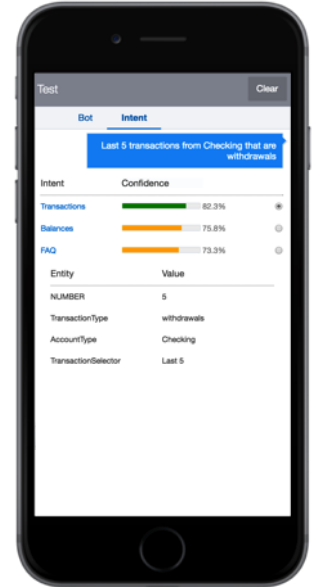 Test Clear
Bot Intent
Last 5 transactions from Checking that are
withdrawals
Intent Confidence
Transactions 82.3%
Balances 75.8%
FAQ 73.3%
Entity Value
NUMBER 5
TransactionType withdrawals
AccountType Checking
TransactionSelector Last 5